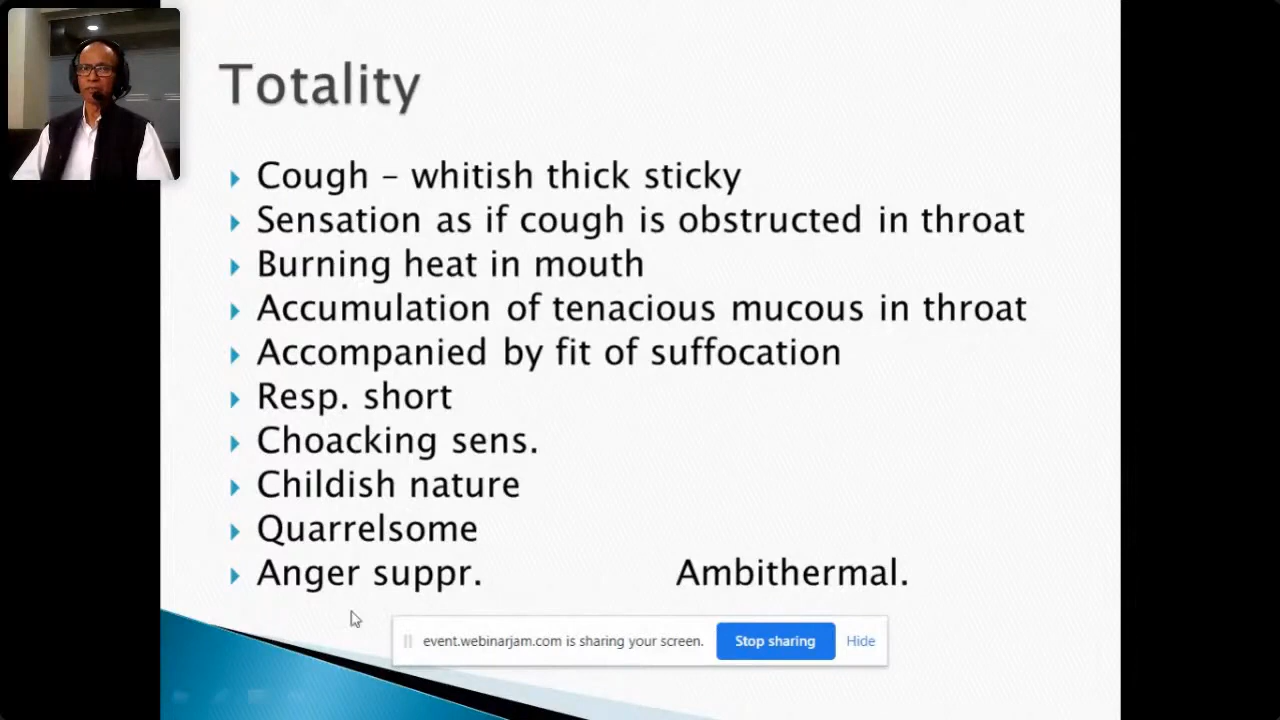 Totality
Cough – whitish thick sticky
Sensation as if cough is obstructed in throat
Burning heat in mouth
Accumulation of tenacious mucous in throat
Accompanied by fit of suffocation
Resp. short
Choacking sens.
Childish nature
Quarrelsome
Anger suppr. Ambithermal.
event.webinarjam.com is sharing your screen. Stop sharing Hide